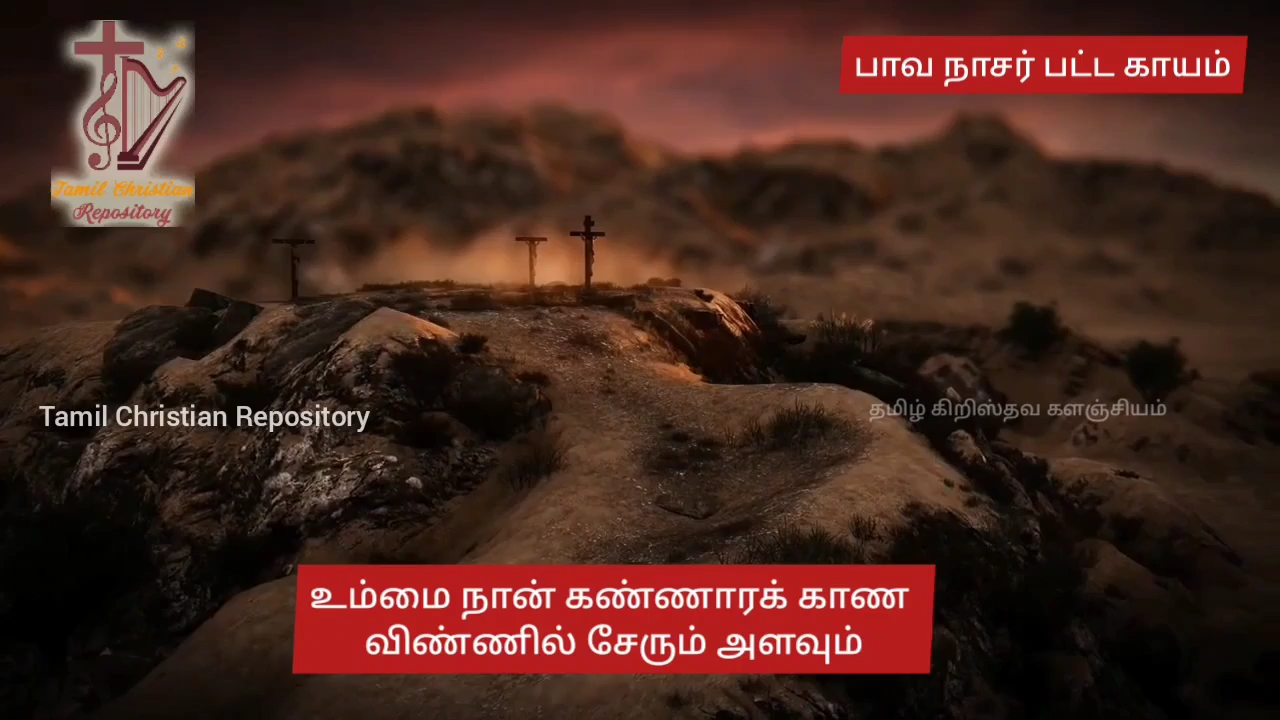 Tamil Christian
Repository
பாவ நாசர் பட்ட காயம்
Tamil Christian Repository
தமிழ் கிறிஸ்தவ களஞ்சியம்
உம்மை நான் கண்ணாரக் காண
விண்ணில் சேரும் அளவும்